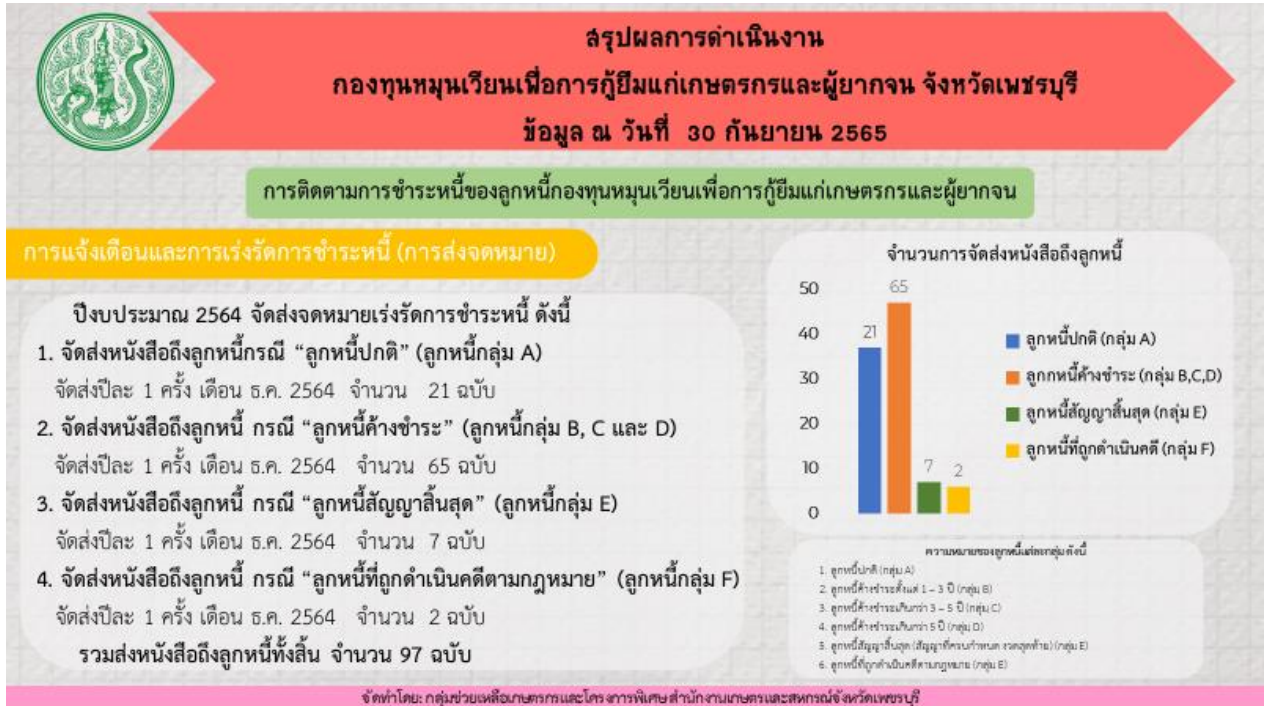 สรุปผลการดำเนินงาน
กองทุนหมุนเวียนเพื่อการกู้ยืมแก่เกษตรกรและผู้ยากจน จังหวัดเพชรบุรี
ข้อมูล ณ วันที่ 30 กันยายน 2565
การติดตามการชำระหนี้ของลูกหนี้กองทุนหมุนเวียนเพื่อการกู้ยืมแก่เกษตรกรและผู้ยากจน
การแจ้งเตือนและการเร่งรัดการชำระหนี้ (การส่งจดหมาย)
ปีงบประมาณ 2564 จัดส่งจดหมายเร่งรัดการชำระหนี้ ดังนี้
1. จัดส่งหนังสือถึงลูกหนี้กรณี “ลูกหนี้ปกติ” (ลูกหนี้กลุ่ม A)
จัดส่งปีละ 1 ครั้ง เดือน ธ.ค. 2564 จำนวน 21 ฉบับ
2. จัดส่งหนังสือถึงลูกหนี้ กรณี “ลูกหนี้ค้างชำระ” (ลูกหนี้กลุ่ม B, C และ D)
จัดส่งปีละ 1 ครั้ง เดือน ธ.ค. 2564 จำนวน 65 ฉบับ
3. จัดส่งหนังสือถึงลูกหนี้ กรณี “ลูกหนี้สัญญาสิ้นสุด” (ลูกหนี้กลุ่ม E)
จัดส่งปีละ 1 ครั้ง เดือน ธ.ค. 2564 จำนวน 7 ฉบับ
4. จัดส่งหนังสือถึงลูกหนี้ กรณี “ลูกหนี้ที่ถูกดำเนินคดีตามกฎหมาย” (ลูกหนี้กลุ่ม F)
จัดส่งปีละ 1 ครั้ง เดือน ธ.ค. 2564 จำนวน 2 ฉบับ
รวมส่งหนังสือถึงลูกหนี้ทั้งสิ้น จำนวน 97 ฉบับ
จำนวนการจัดส่งหนังสือถึงลูกหนี้
50
40
30
20
10
0
21
65
7
2
ลูกหนี้ปกติ (กลุ่ม A)
ลูกกหนี้ค้างชำระ (กลุ่ม B,C,D)
ลูกหนี้สัญญาสิ้นสุด (กลุ่ม E)
ลูกหนี้ที่ถูกดำเนินคดี (กลุ่ม F)
ความหมายของลูกหนี้แต่ละกลุ่ม ดังนี้
1. ลูกหนี้ปกติ (กลุ่ม A)
2. ลูกหนี้ค้างชำระตั้งแต่ 1 – 3 ปี (กลุ่ม B)
3. ลูกหนี้ค้างชำระเกินกว่า 3 – 5 ปี (กลุ่ม C)
4. ลูกหนี้ค้างชำระเกินกว่า 5 ปี (กลุ่ม D)
5. ลูกหนี้สัญญาสิ้นสุด (สัญญาที่ครบกำหนด งวดสุดท้าย) (กลุ่ม E)
6. ลูกหนี้ที่ถูกดำเนินคดีตามกฎหมาย (กลุ่ม E)
จัดทำโดย: กลุ่มช่วยเหลือเกษตรกรและโครงการพิเศษ สำนักงานเกษตรและสหกรณ์จังหวัดเพชรบุรี